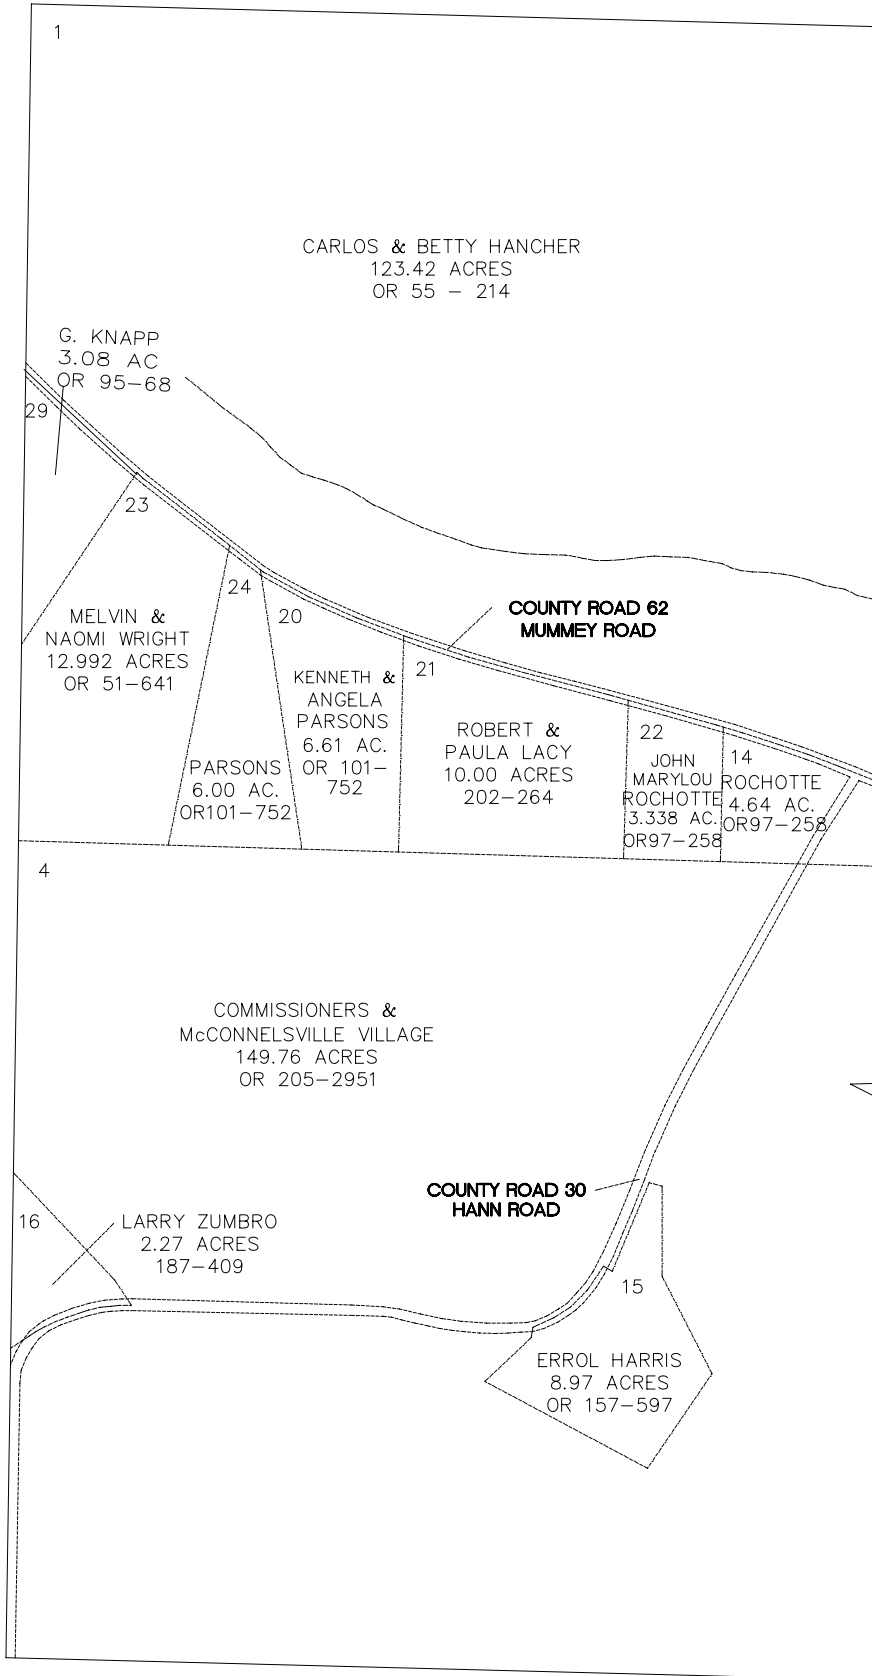 1
CARLOS & BETTY HANCHER
123.42 ACRES
OR 55 - 214
G. KNAPP
3.08 AC
OR 95-68
29
23
24
20
MELVIN &
NAOMI WRIGHT
12.992 ACRES
OR 51-641
COUNTY ROAD 62
MUMMEY ROAD
PARSONS
6.00 AC.
OR101-752
KENNETH &
ANGELA
PARSONS
6.61 AC.
OR 101-
752
21
ROBERT &
PAULA LACY
10.00 ACRES
202-264
22
JOHN
MARYLOU
ROCHOTTE
3.338 AC.
OR97-258
14
ROCHOTTE
4.64 AC.
OR97-258
4
COMMISSIONERS &
McCONNELSVILLE VILLAGE
149.76 ACRES
OR 205-2951
COUNTY ROAD 30
HANN ROAD
16
LARRY ZUMBRO
2.27 ACRES
187-409
15
ERROL HARRIS
8.97 ACRES
OR 157-597